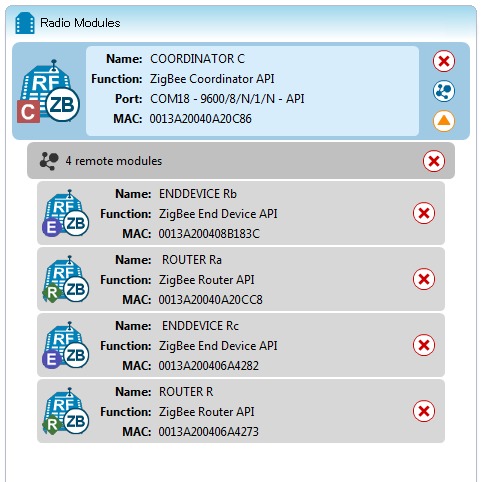 Radio Modules
Name: COORDINATOR C
Function: ZigBee Coordinator API
Port: COM18 - 9600/8/N/1/N - API
MAC: 0013A20040A20C86
RF
C
ZB
4 remote modules
Name: ENDDEVICE Rb
Function: ZigBee End Device API
MAC: 0013A200408B183C
RF
E
ZB
Name: ROUTER Ra
Function: ZigBee Router API
MAC: 0013A20040A20CC8
RF
R
ZB
Name: ENDDEVICE Rc
Function: ZigBee End Device API
MAC: 0013A200406A4282
RF
E
ZB
Name: ROUTER R
Function: ZigBee Router API
MAC: 0013A200406A4273
RF
R
ZB